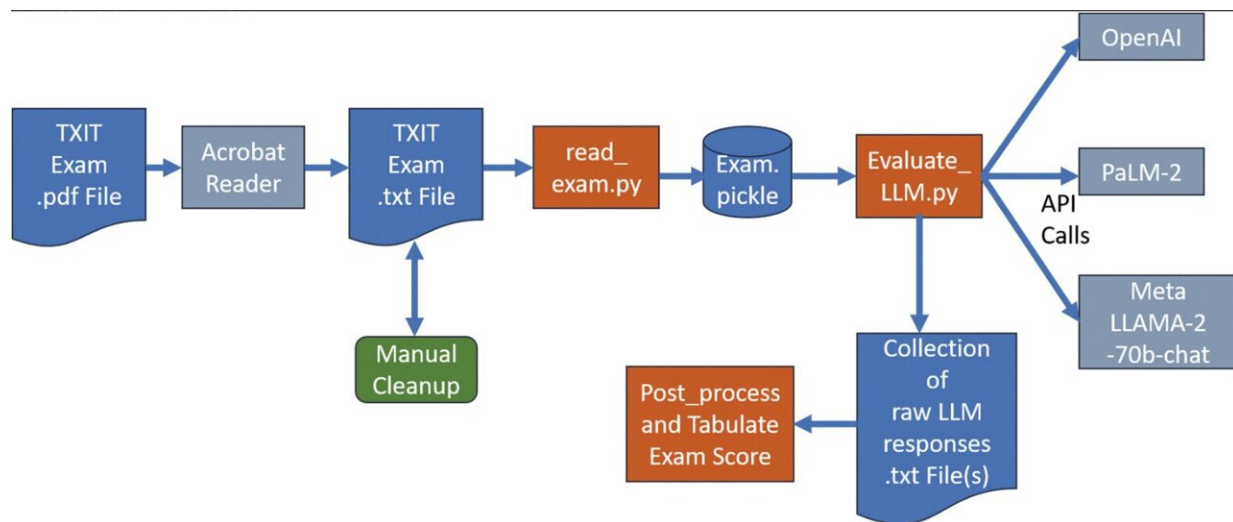 TXIT
Exam
.pdf File
Acrobat
Reader
TXIT
Exam
.txt File
Manual
Cleanup
read_
exam.py
Exam.
pickle
Evaluate_
LLM.py
API
Calls
OpenAI
PaLM-2
Meta
LLAMA-2
-70b-chat
Collection
of
raw LLM
responses
.txt File(s)
Post_process
and Tabulate
Exam Score